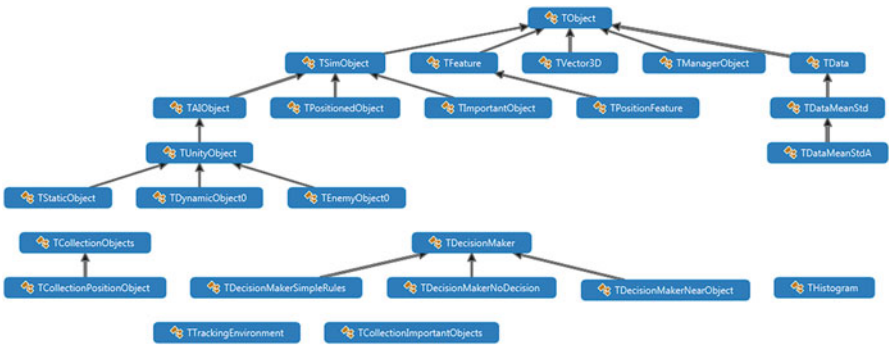 TObject
TSimObject
TFeature
TVector3D
TManagerObject
TData
TAIObject
TPositionedObject
TImportantObject
TPositionFeature
TDataMeanStd
TUnityObject
TDataMeanStdA
TStaticObject
TDynamicObject0
TEnemyObject0
TCollectionObjects
TDecisionMaker
TCollectionPositionObject
TDecisionMakerSimpleRules
TDecisionMakerNoDecision
TDecisionMakerNearObject
THistogram
TTrackingEnvironment
TCollectionImportantObjects